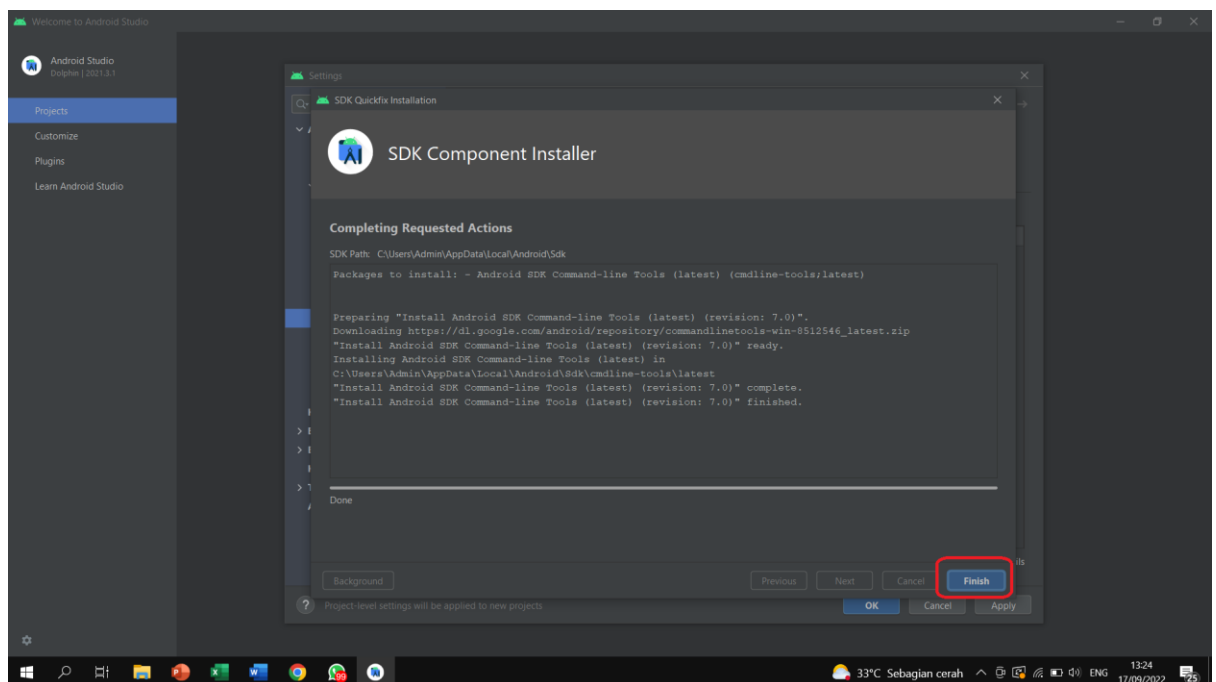 Welcome to Android Studio
Android Studio
Dolphin | 2021.3.1
Projects
Customize
Plugins
Learn Android Studio
Settings
SDK Quickfix Installation
SDK Component Installer
Completing Requested Actions
SDK Path: C:\Users\Admin\AppData\Local\Android\Sdk
Packages to install: - Android SDK Command-line Tools (latest) (cmdline-tools;latest)
Preparing "Install Android SDK Command-line Tools (latest) (revision: 7.0)".
Downloading https://dl.google.com/android/repository/commandlinetools-win-8512546_latest.zip
"Install Android SDK Command-line Tools (latest) (revision: 7.0)" ready.
Installing Android SDK Command-line Tools (latest) in
C:\Users\Admin\AppData\Local\Android\Sdk\cmdline-tools\latest
"Install Android SDK Command-line Tools (latest) (revision: 7.0)" complete.
"Install Android SDK Command-line Tools (latest) (revision: 7.0)" finished.
Done
ils
Background Previous Next Cancel Finish
? Project-level settings will be applied to new projects OK Cancel Apply
33°C Sebagian cerah ENG 13:24
17/09/2022 25